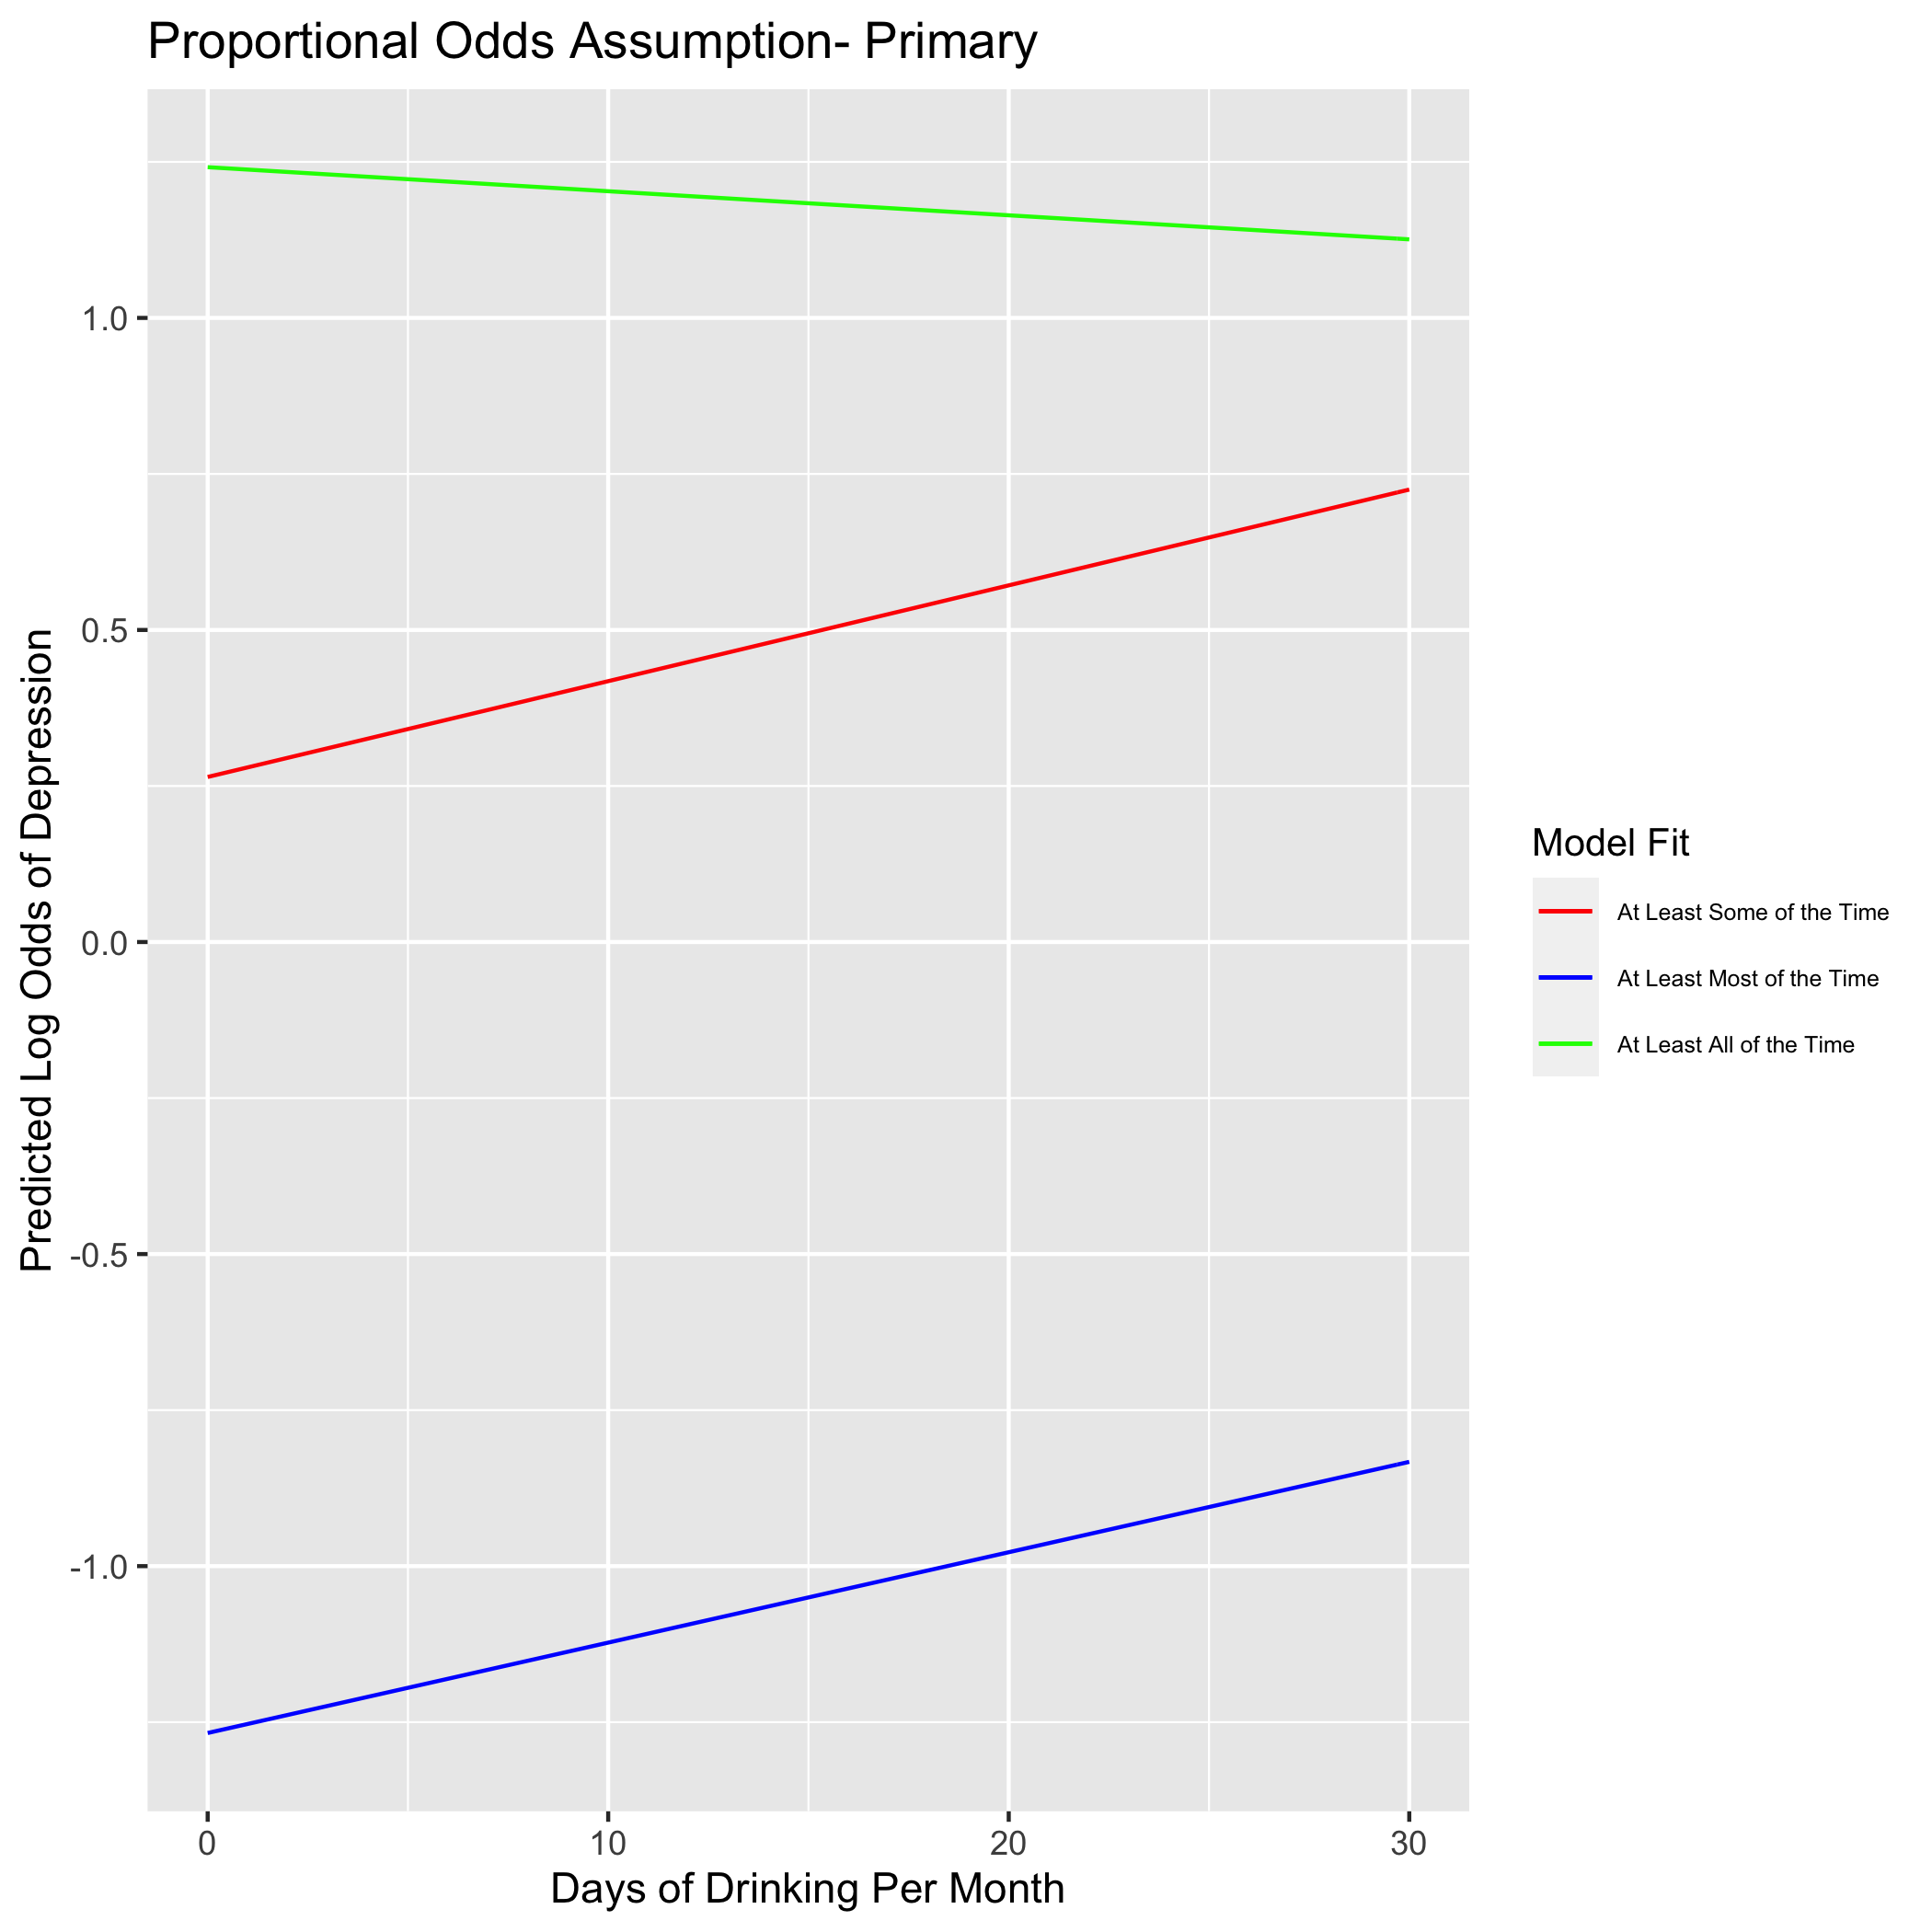 Proportional Odds Assumption- Primary
Predicted Log Odds of Depression
1.0
0.5
0.0
-0.5
-1.0
0
10
20
30
Days of Drinking Per Month
Model Fit
At Least Some of the Time
At Least Most of the Time
At Least All of the Time